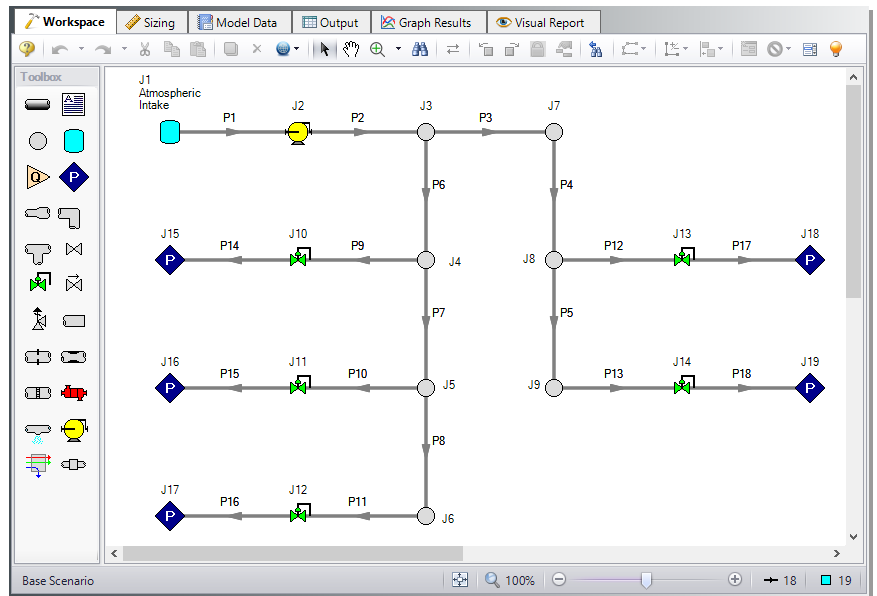 Workspace Sizing Model Data Output Graph Results Visual Report
Toolbox
A
Q P
J1
Atmospheric
Intake
J2 J3 J7
P1 P2 P3
P6 P4
J15 J10 J13 J18
P14 P9 P12 P17
P J4 J8 P
P7 P5
J16 J11 J14 J19
P15 P10 P13 P18
P J5 J9 P
P8
J17 J12
P16 P11
P J6
Base Scenario 100% 18 19